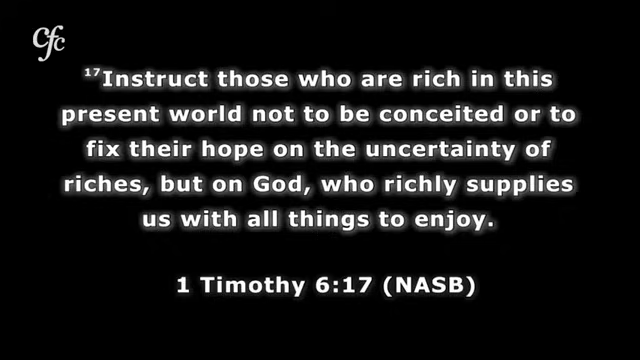 cfc
17Instruct those who are rich in this
present world not to be conceited or to
fix their hope on the uncertainty of
riches, but on God, who richly supplies
us with all things to enjoy.
1 Timothy 6:17 (NASB)